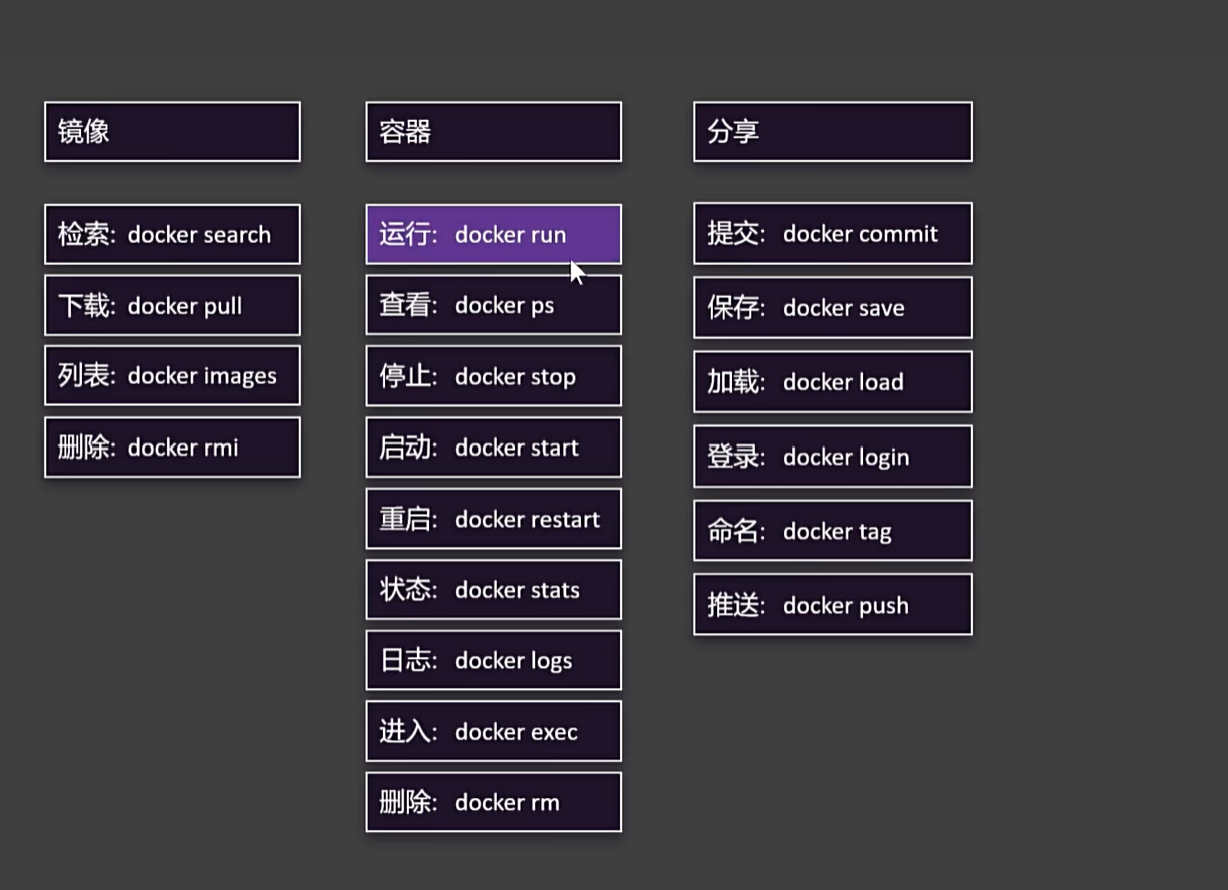 镜像
检索: docker search
下载: docker pull
列表: docker images
删除: docker rmi
容器
运行: docker run
查看: docker ps
停止: docker stop
启动: docker start
重启: docker restart
状态: docker stats
日志: docker logs
进入: docker exec
删除: docker rm
分享
提交: docker commit
保存: docker save
加载: docker load
登录: docker login
命名: docker tag
推送: docker push